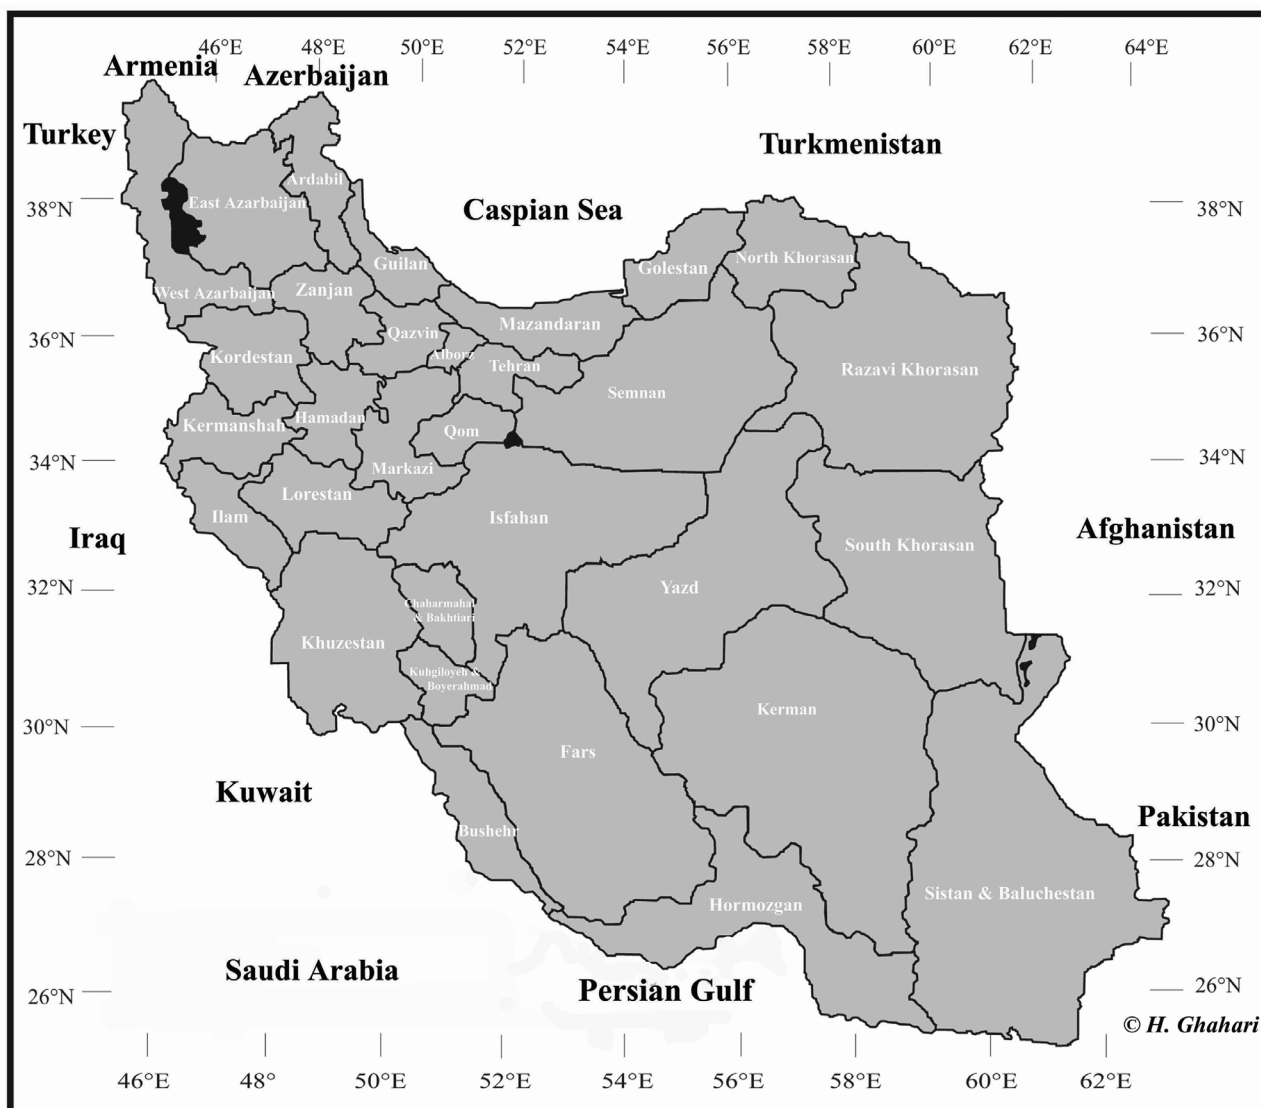 46°E 48°E 50°E 52°E 54°E 56°E 58°E 60°E 62°E 64°E
Armenia
Azerbaijan
Turkey
Turkmenistan
Ardabil
East Azarbaijan
38°N
38°N
Caspian Sea
Guilan
Golestan
North Khorasan
West Azarbaijan
Zanjan
Mazandaran
36°N
Qazvin
36°N
Kordestan
Alborz
Tehran
Razavi Khorasan
Semnan
Kermanshah
Hamadan
Qom
34°N
Markazi
34°N
Lorestan
Ilam
Isfahan
Iraq
Afghanistan
South Khorasan
32°N
Yazd
32°N
Chaharmahal
& Bakhtiari
Khuzestan
Kuhgiloyeh &
Boyerahmad
Kerman
30°N
30°N
Fars
Kuwait
Pakistan
Bushehr
28°N
28°N
Sistan & Baluchestan
Hormozgan
Saudi Arabia
Persian Gulf
26°N
26°N
© H. Ghahari
46°E 48° 50°E 52°E 54°E 56°E 58°E 60°E 62°E